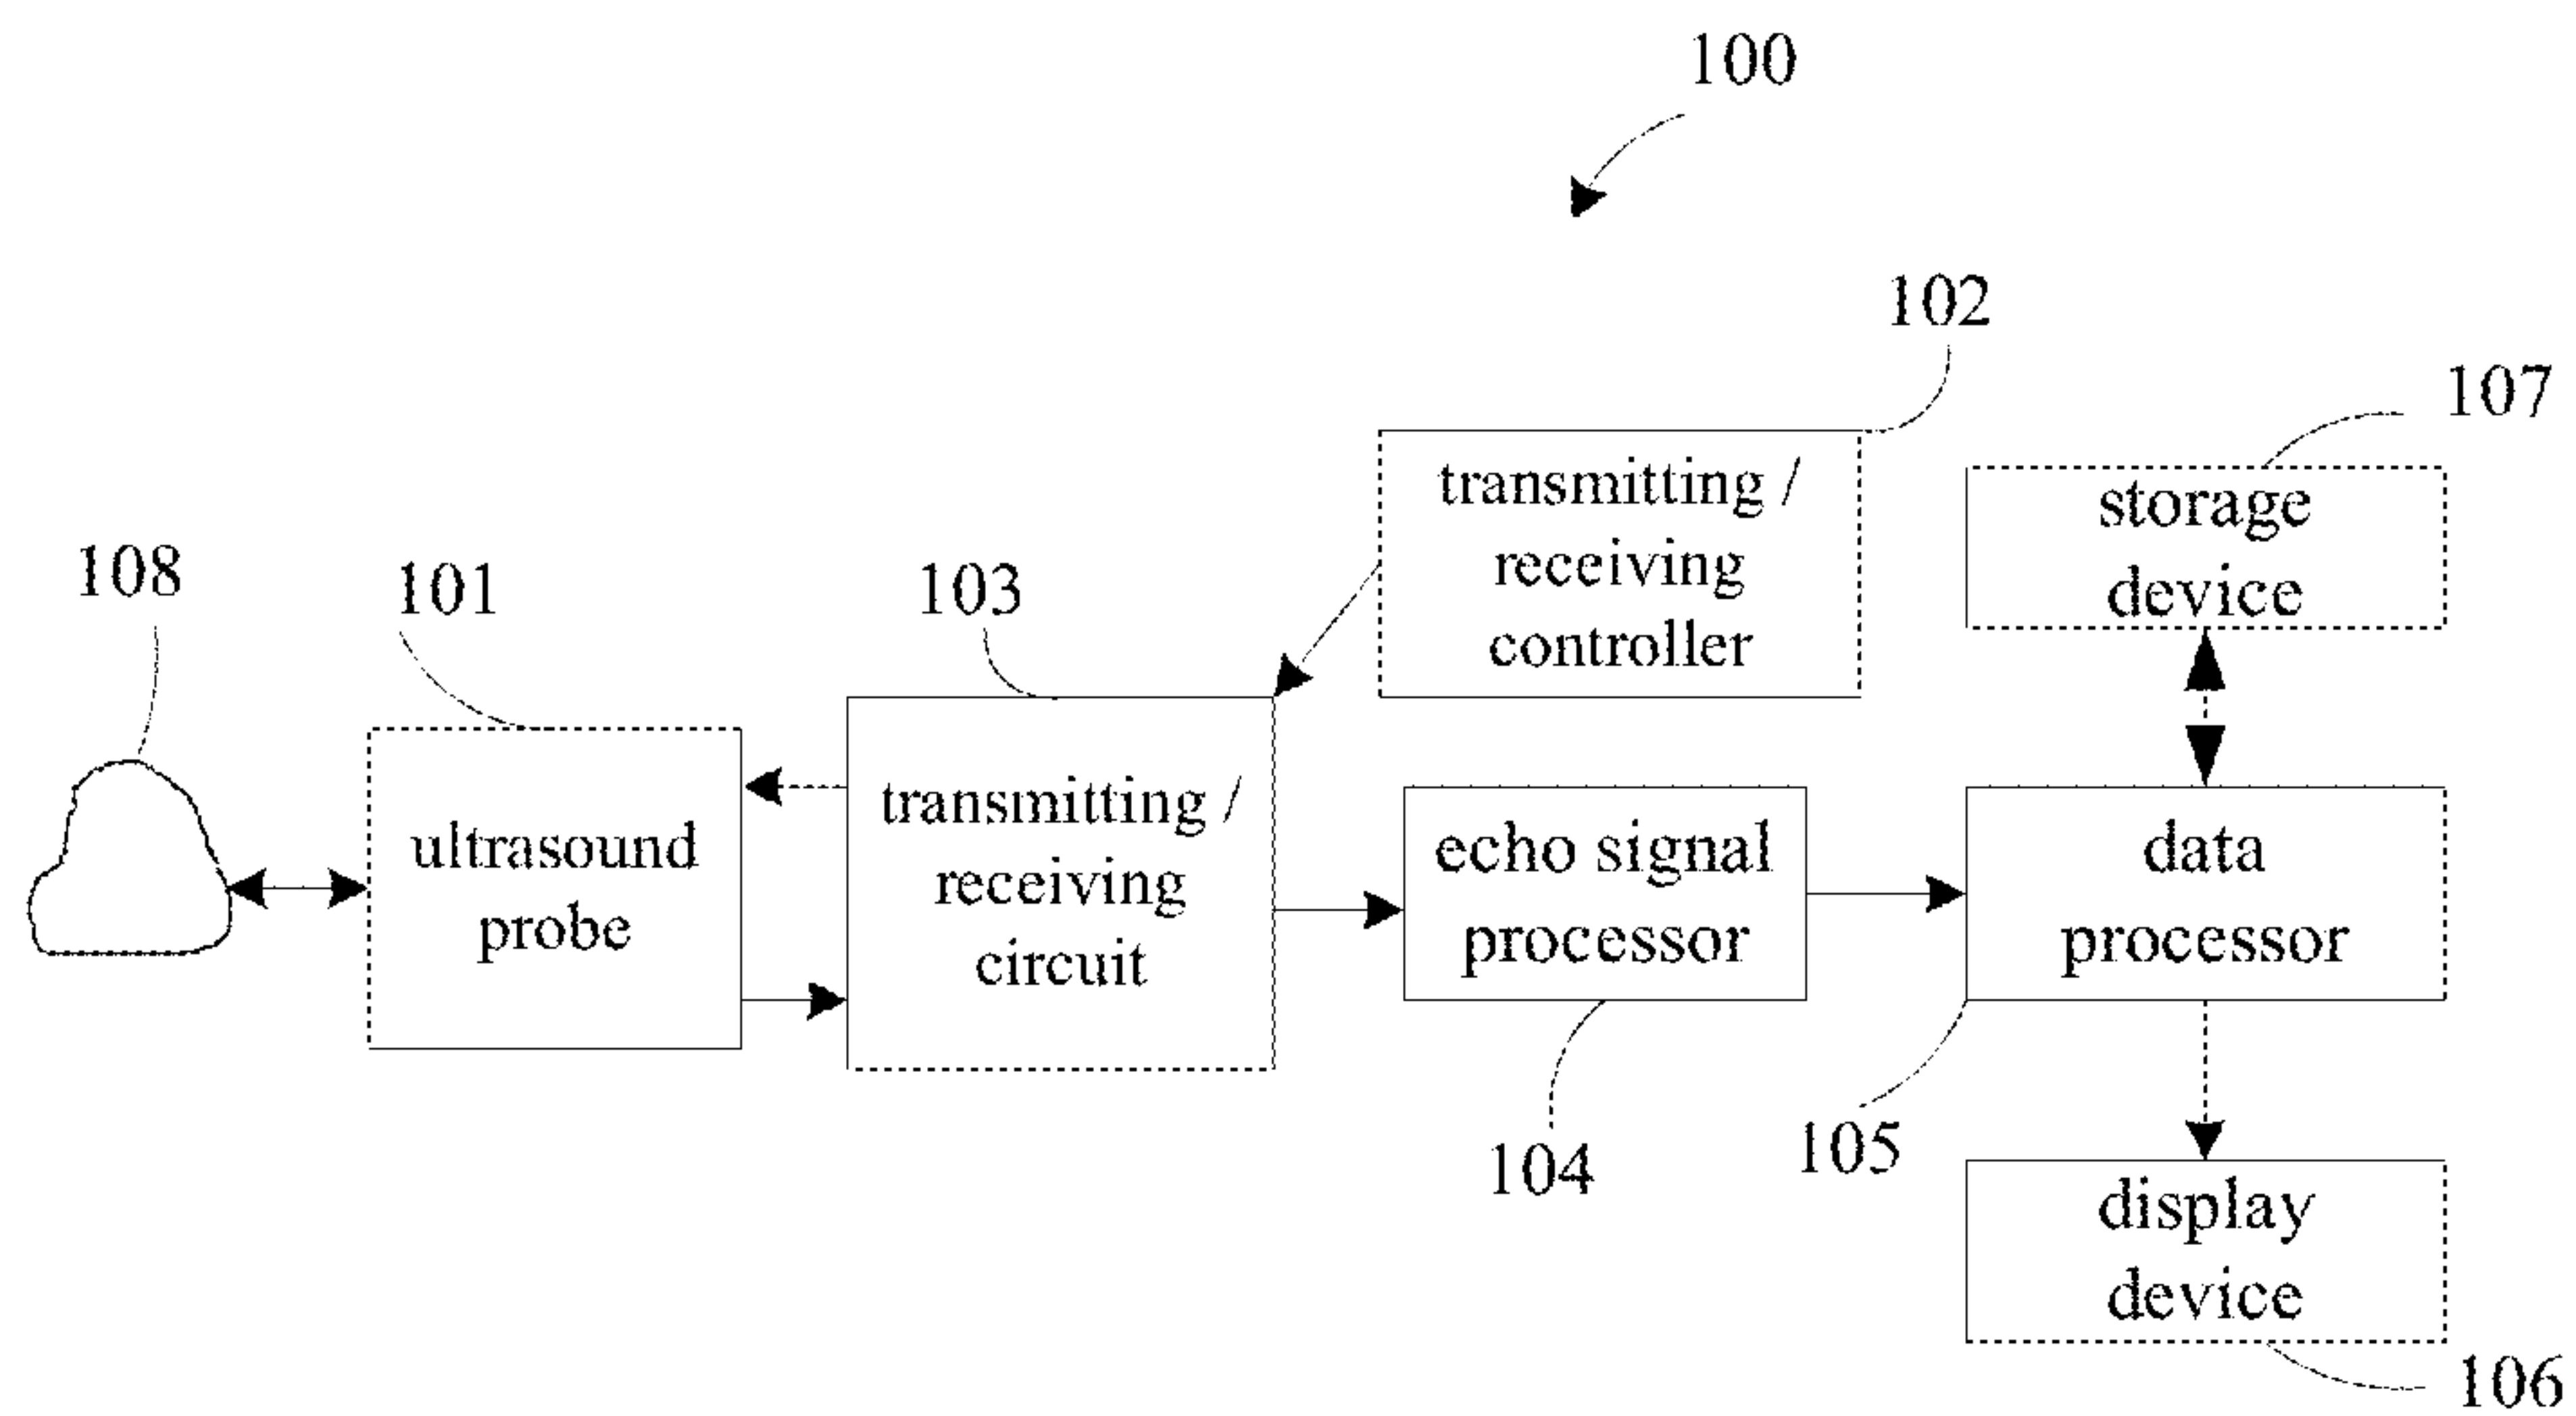 100
102
107
transmitting /
receiving
controller
storage
device
108
101
103
ultrasound
probe
transmitting /
receiving
circuit
echo signal
processor
data
processor
104
105
display
device
106